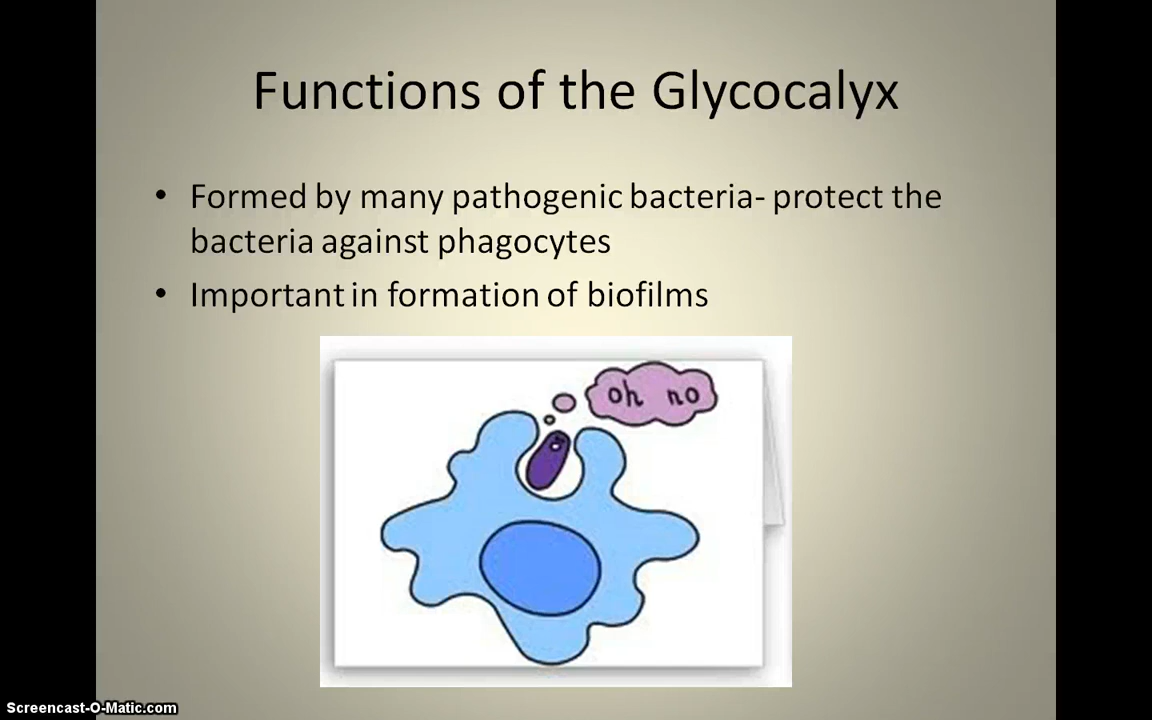 Functions of the Glycocalyx
• Formed by many pathogenic bacteria- protect the
bacteria against phagocytes
• Important in formation of biofilms
oh no
Screencast-O-Matic.com